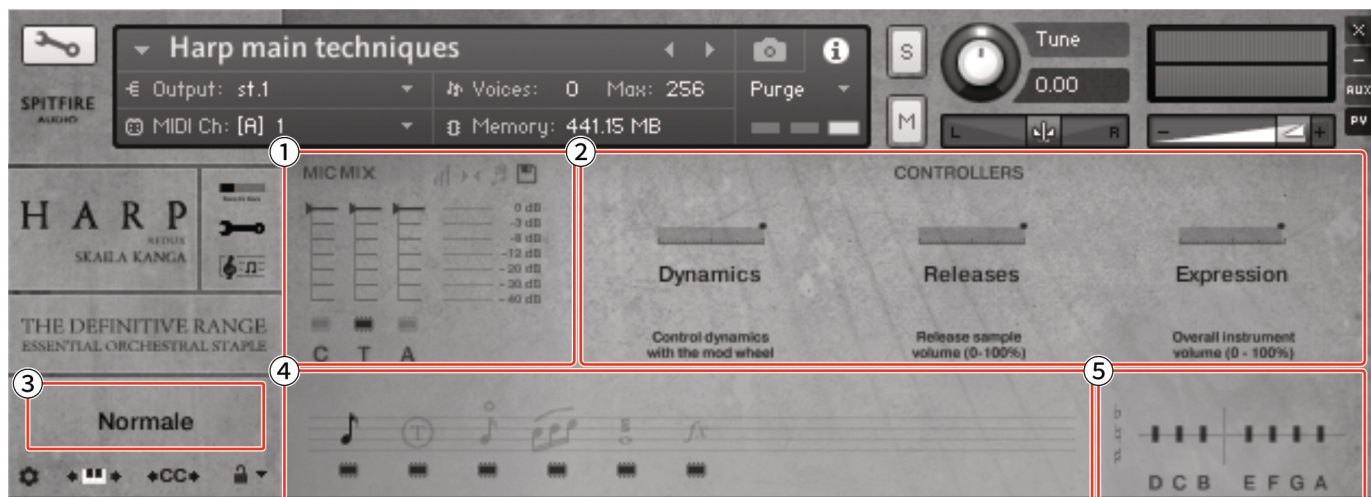 Harp main techniques
S
Tune
×
-
SPITFIRE
AUDIO
Output: st.1
Voices: 0 Max: 256
Purge
0.00
AUX
MIDI Ch: [A] 1
Memory: 441.15 MB
M
L
R
- +
PV
1
2
MIC MIX
CONTROLLERS
HARP
REDUX
SKAILA KANGA
0 dB
-3 dB
-8 dB
-12 dB
-20 dB
-30 dB
-40 dB
Dynamics
Releases
Expression
THE DEFINITIVE RANGE
ESSENTIAL ORCHESTRAL STAPLE
C T A
Control dynamics
with the mod wheel
Release sample
volume (0-100%)
Overall instrument
volume (0 - 100%)
3
4
5
Normale
T
fx
CC
D C B E F G A